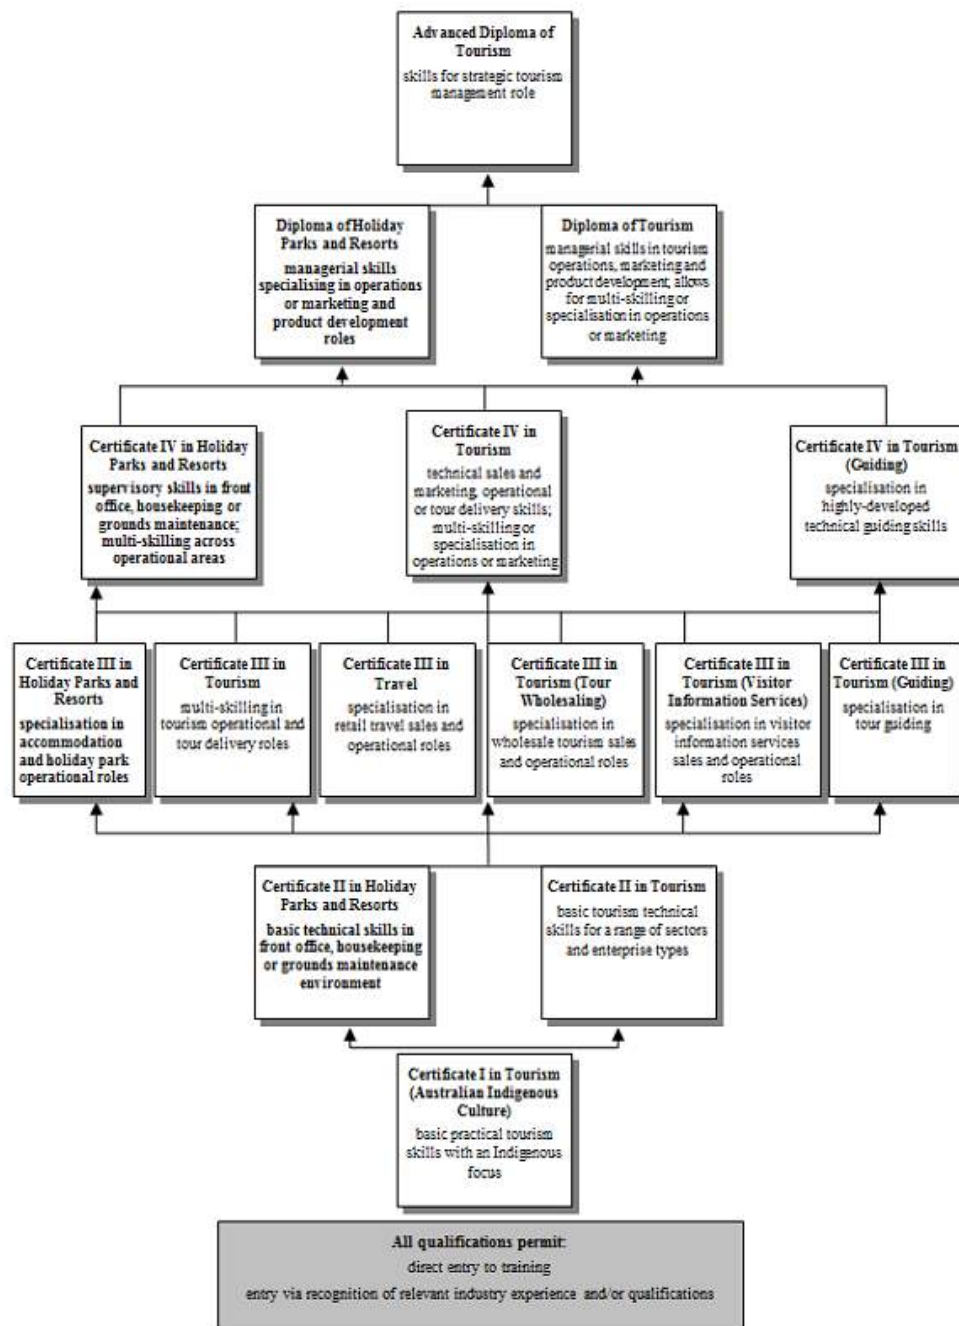 Advanced Diploma of
Tourism
skills for strategic tourism
management role
Diploma of Holiday
Parks and Resorts
managerial skills
specialising in operations
or marketing and
product development
roles
Diploma of Tourism
managerial skills in tourism
operations, marketing and
product development; allows
for multi-skilling or
specialisation in operations
or marketing
Certificate IV in Holiday
Parks and Resorts
supervisory skills in front
office, housekeeping or
grounds maintenance;
multi-skilling across
operational areas
Certificate IV in
Tourism
technical sales and
marketing, operational
or tour delivery skills;
multi-skilling or
specialisation in
operations or marketing
Certificate IV in Tourism
(Guiding)
specialisation in
highly-developed
technical guiding skills
Certificate III in
Holiday Parks and
Resorts
specialisation in
accommodation
and holiday park
operational roles
Certificate III in
Tourism
multi-skilling in
tourism operational and
tour delivery roles
Certificate III in
Travel
specialisation in
retail travel sales and
operational roles
Certificate III in
Tourism (Tour
Wholesaling)
specialisation in
wholesale tourism sales
and operational roles
Certificate III in
Tourism (Visitor
Information Services)
specialisation in visitor
information services
sales and operational
roles
Certificate III in
Tourism (Guiding)
specialisation in
tour guiding
Certificate II in Holiday
Parks and Resorts
basic technical skills in
front office, housekeeping
or grounds maintenance
environment
Certificate II in Tourism
basic tourism technical
skills for a range of sectors
and enterprise types
Certificate I in Tourism
(Australian Indigenous
Culture)
basic practical tourism
skills with an Indigenous
focus
All qualifications permit:
direct entry to training
entry via recognition of relevant industry experience and/or qualifications